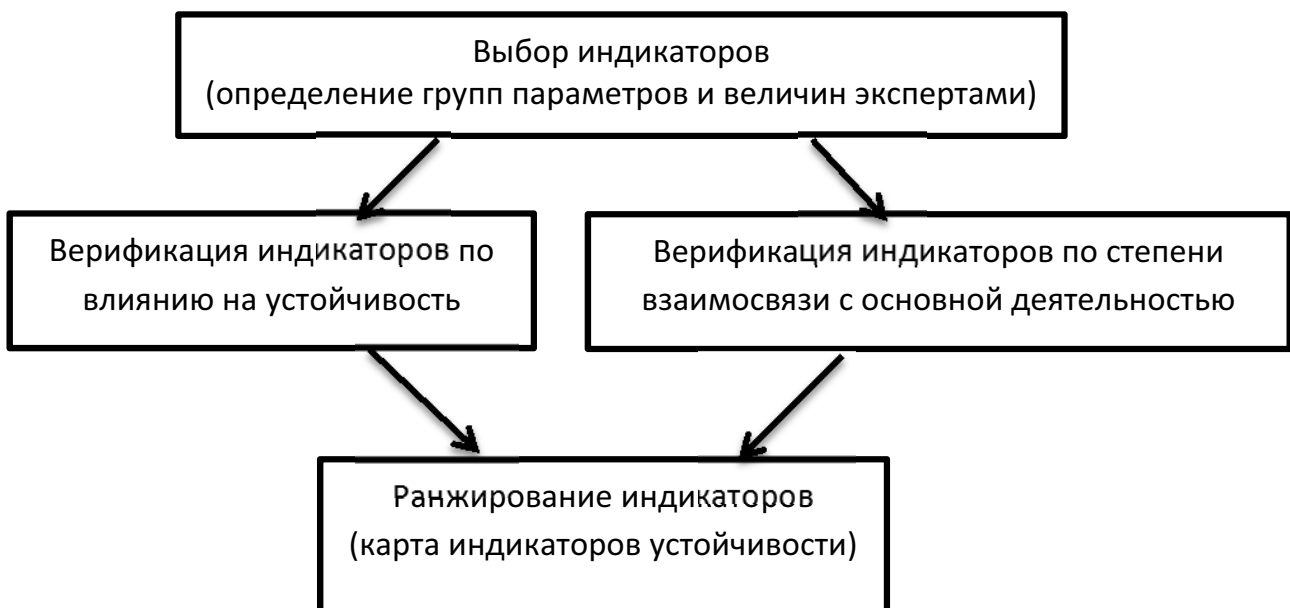 Выбор индикаторов
(определение групп параметров и величин экспертами)
Верификация индикаторов по
влиянию на устойчивость
Верификация индикаторов по степени
взаимосвязи с основной деятельностью
Ранжирование индикаторов
(карта индикаторов устойчивости)